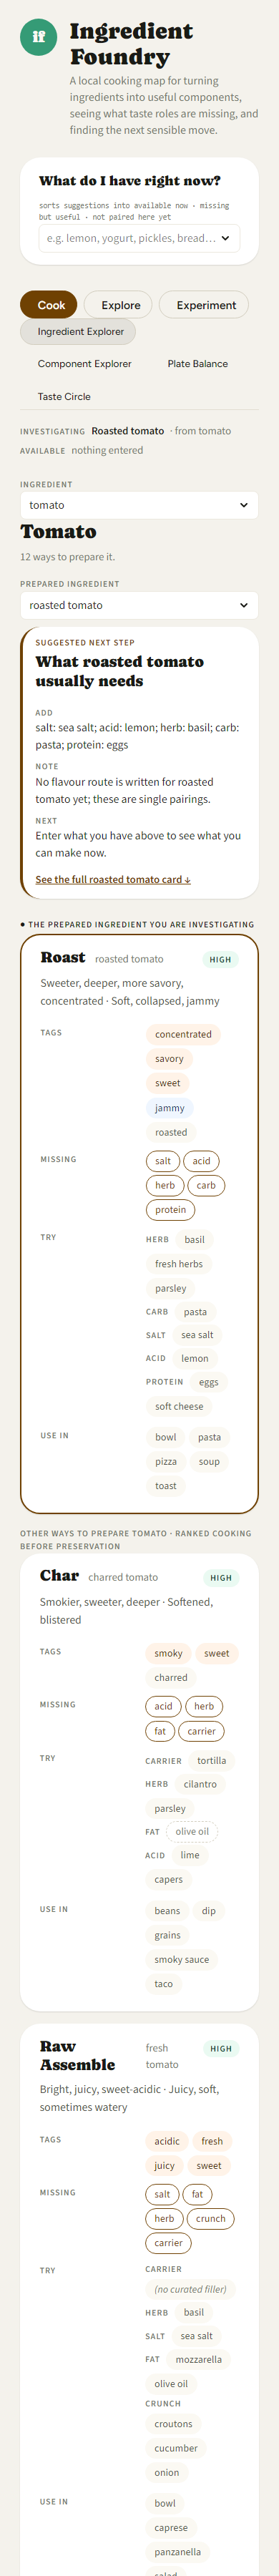 if
Ingredient
Foundry
A local cooking map for turning
ingredients into useful components,
seeing what taste roles are missing, and
finding the next sensible move.
What do I have right now?
sorts suggestions into available now · missing
but useful · not paired here yet
e.g. lemon, yogurt, pickles, bread...
Cook Explore Experiment
Ingredient Explorer
Component Explorer Plate Balance
Taste Circle
INVESTIGATING Roasted tomato · from tomato
AVAILABLE nothing entered
INGREDIENT
tomato
Tomato
12 ways to prepare it.
PREPARED INGREDIENT
roasted tomato
SUGGESTED NEXT STEP
What roasted tomato
usually needs
ADD
salt: sea salt; acid: lemon; herb: basil; carb:
pasta; protein: eggs
NOTE
No flavour route is written for roasted
tomato yet; these are single pairings.
NEXT
Enter what you have above to see what you
can make now.
See the full roasted tomato card ↓
● THE PREPARED INGREDIENT YOU ARE INVESTIGATING
Roast roasted tomato HIGH
Sweeter, deeper, more savory,
concentrated · Soft, collapsed, jammy
TAGS concentrated
savory
sweet
jammy
roasted
MISSING salt acid
herb carb
protein
TRY HERB basil
fresh herbs
parsley
CARB pasta
SALT sea salt
ACID lemon
PROTEIN eggs
soft cheese
USE IN bowl pasta
pizza soup
toast
OTHER WAYS TO PREPARE TOMATO · RANKED COOKING
BEFORE PRESERVATION
Char charred tomato HIGH
Smokier, sweeter, deeper · Softened,
blistered
TAGS smoky sweet
charred
MISSING acid herb
fat carrier
TRY CARRIER tortilla
HERB cilantro
parsley
FAT olive oil
ACID lime
capers
USE IN beans dip
grains
smoky sauce
taco
Raw
Assemble
fresh
tomato
HIGH
Bright, juicy, sweet-acidic · Juicy, soft,
sometimes watery
TAGS acidic fresh
juicy sweet
MISSING salt fat
herb crunch
carrier
TRY CARRIER
(no curated filler)
HERB basil
SALT sea salt
FAT mozzarella
olive oil
CRUNCH
croutons
cucumber
onion
USE IN bowl
caprese
panzanella
salad